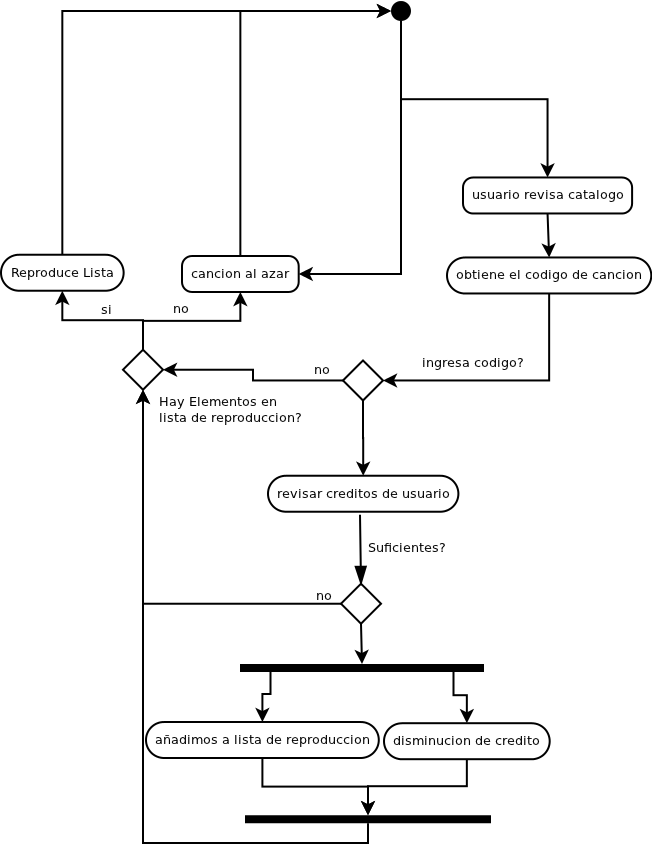 usuario revisa catalogo
Reproduce Lista
cancion al azar
obtiene el codigo de cancion
si
no
no
ingresa codigo?
Hay Elementos en
lista de reproduccion?
revisar creditos de usuario
Suficientes?
no
añadimos a lista de reproduccion
disminucion de credito